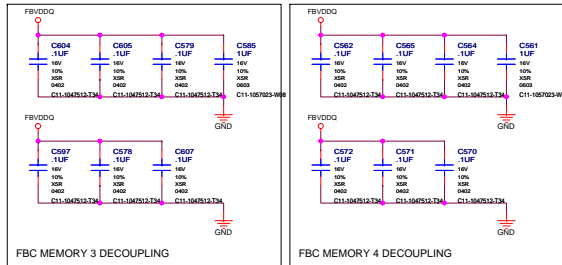 FBVDDQ
C604
.1UF
16V
10%
X5R
0402
C11-1047512-T34
C605
.1UF
16V
10%
X5R
0402
C11-1047512-T34
C579
.1UF
16V
10%
X5R
0402
C11-1047512-T34
C585
1UF
16V
10%
X5R
0603
C11-1057023-W08
GND
FBVDDQ
C597
.1UF
16V
10%
X5R
0402
C11-1047512-T34
C578
.1UF
16V
10%
X5R
0402
C11-1047512-T34
C607
.1UF
16V
10%
X5R
0402
C11-1047512-T34
GND
FBC MEMORY 3 DECOUPLING
FBVDDQ
C562
.1UF
16V
10%
X5R
0402
C11-1047512-T34
C565
.1UF
16V
10%
X5R
0402
C11-1047512-T34
C564
.1UF
16V
10%
X5R
0402
C11-1047512-T34
C561
1UF
16V
10%
X5R
0603
C11-1057023-W
GND
FBVDDQ
C572
.1UF
16V
10%
X5R
0402
C11-1047512-T34
C571
.1UF
16V
10%
X5R
0402
C11-1047512-T34
C570
.1UF
16V
10%
X5R
0402
C11-1047512-T34
GND
FBC MEMORY 4 DECOUPLING